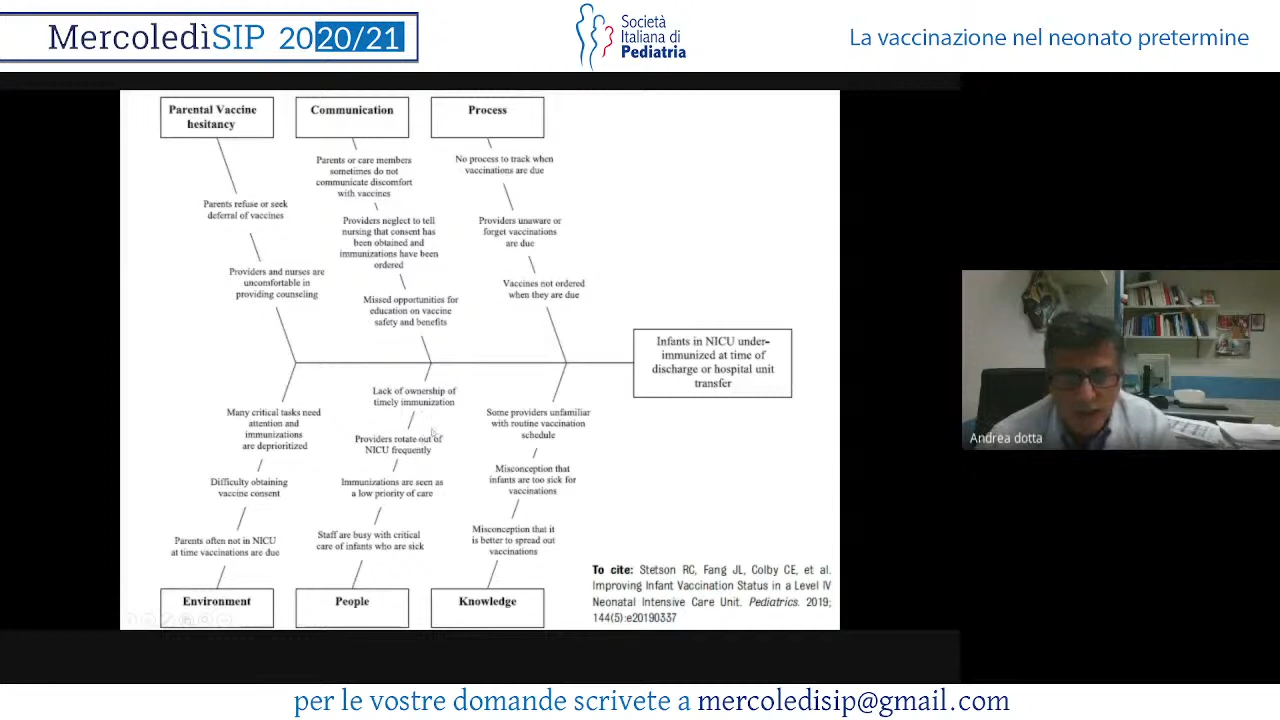 MercoledìSIP 2020/21
Società
Italiana di
Pediatria
La vaccinazione nel neonato pretermine
Parental Vaccine
hesitancy
Parents refuse or seek
deferral of vaccines
Providers and nurses are
uncomfortable in
providing counseling
Communication
Parents or care members
sometimes do not
communicate discomfort
with vaccines
Providers neglect to tell
nursing that consent has
been obtained and
immunizations have been
ordered
Missed opportunities for
education on vaccine
safety and benefits
Process
No process to track when
vaccinations are due
Providers unaware or
forget vaccinations
are due
Vaccines not ordered
when they are due
Infants in NICU under-
immunized at time of
discharge or hospital unit
transfer
Many critical tasks need
attention and
immunizations
are deprioritized
Difficulty obtaining
vaccine consent
Parents often not in NICU
at time vaccinations are due
Environment
Lack of ownership of
timely immunization
Providers rotate out of
NICU frequently
Immunizations are seen as
a low priority of care
Staff are busy with critical
care of infants who are sick
People
Some providers unfamiliar
with routine vaccination
schedule
Misconception that
infants are too sick for
vaccinations
Misconception that it
is better to spread out
vaccinations
Knowledge
To cite: Stetson RC, Fang JL, Colby CE, et al.
Improving Infant Vaccination Status in a Level IV
Neonatal Intensive Care Unit. Pediatrics. 2019;
144(5):e20190337
Andrea dotta
per le vostre domande scrivete a mercoledisip@gmail.com